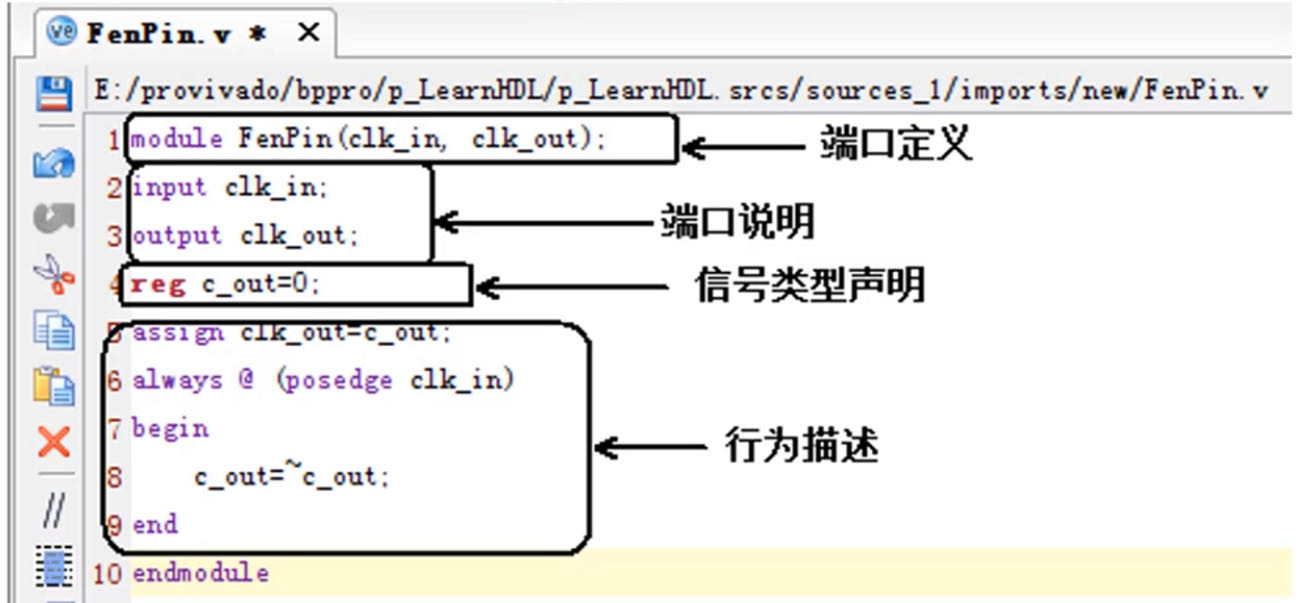 FenPin.v * X
E:/provivado/bppro/p_LearnHDL/p_LearnHDL.srcs/sources_1/imports/new/FenPin.v
1 module FenPin(clk_in, clk_out); 端口定义
2 input clk_in;
3 output clk_out; 端口说明
4 reg c_out=0; 信号类型声明
5 assign clk_out=c_out;
6 always @ (posedge clk_in)
7 begin 行为描述
8 c_out=~c_out;
9 end
10 endmodule